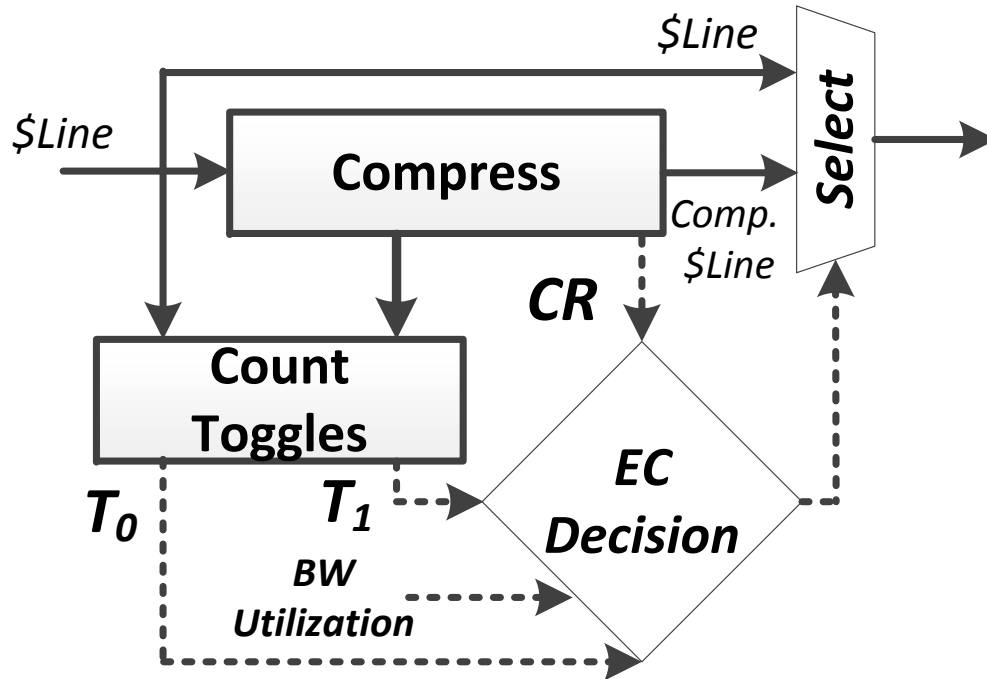 $Line
$Line
Select
Compress
Comp.
$Line
CR
Count
Toggles
T0
T1
EC
Decision
BW
Utilization